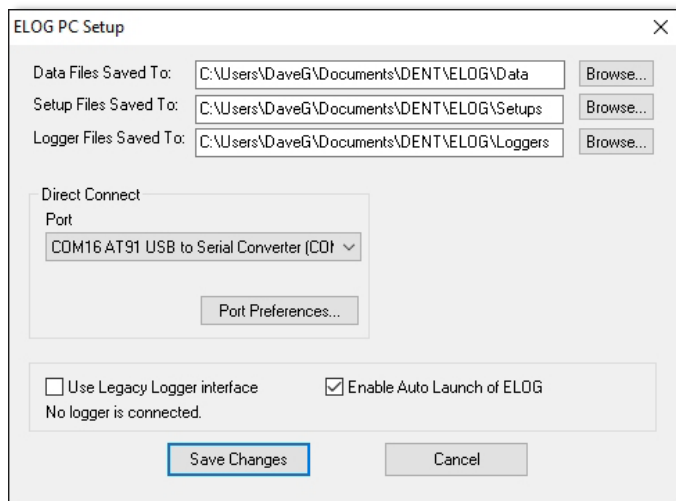 ELOG PC Setup
Data Files Saved To: C:\Users\DaveG\Documents\DENT\ELOG\Data Browse...
Setup Files Saved To: C:\Users\DaveG\Documents\DENT\ELOG\Setups Browse...
Logger Files Saved To: C:\Users\DaveG\Documents\DENT\ELOG\Loggers Browse...
Direct Connect
Port
COM16 AT91 USB to Serial Converter (COM
Port Preferences...
Use Legacy Logger interface Enable Auto Launch of ELOG
No logger is connected.
Save Changes Cancel